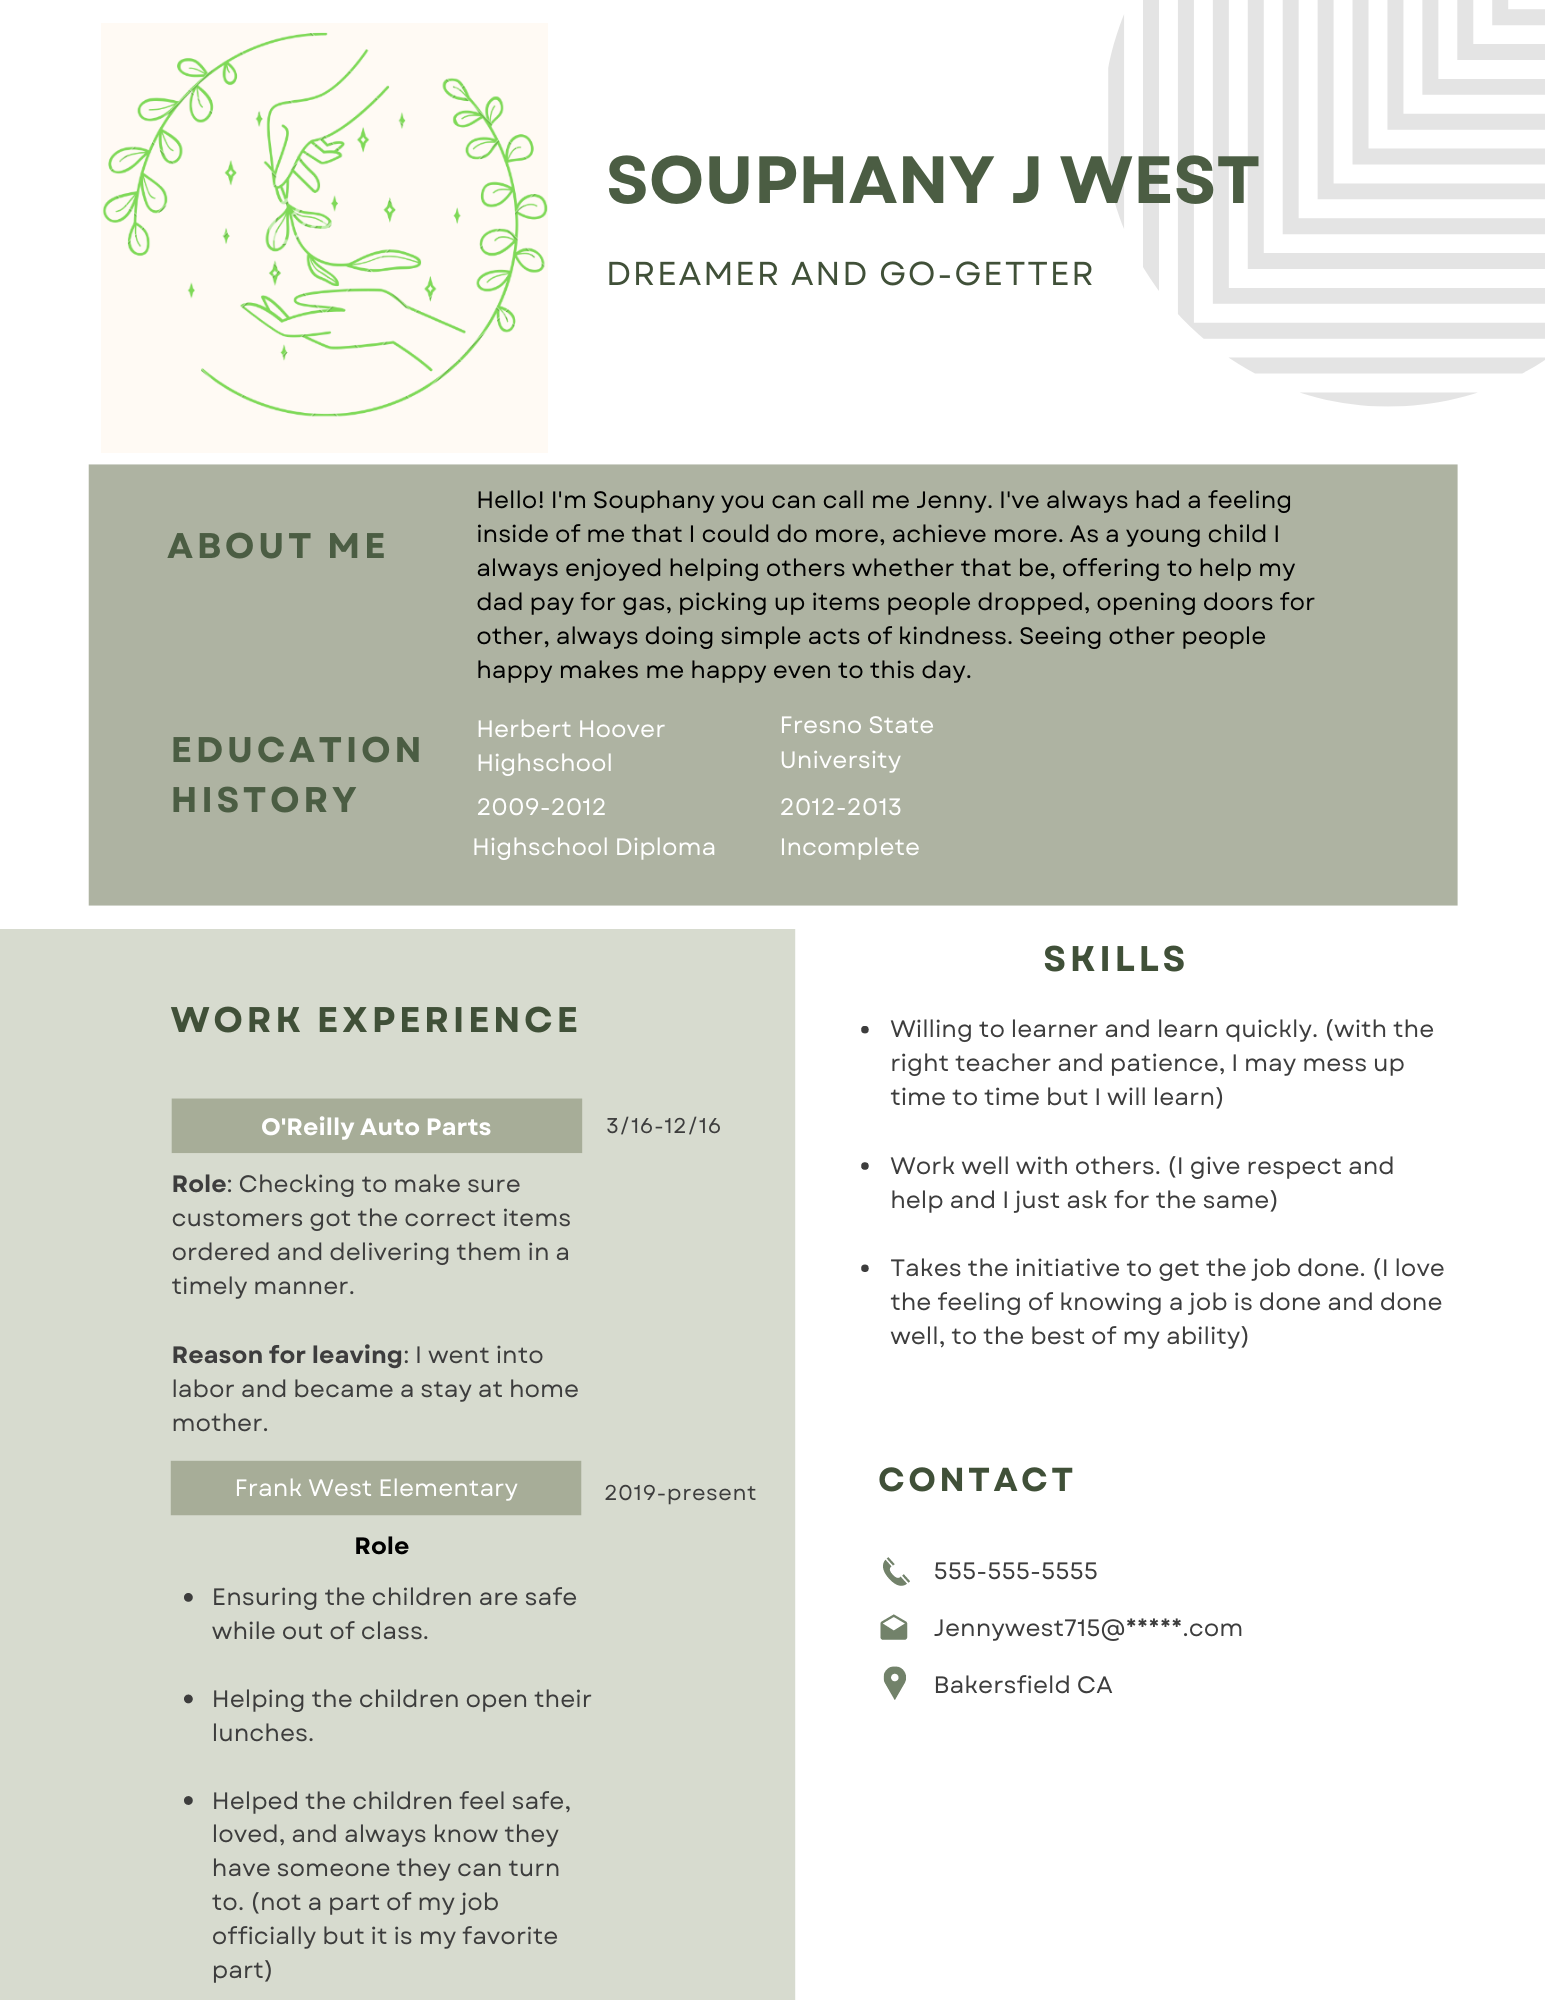 SOUPHANY J WEST
DREAMER AND GO-GETTER
ABOUT ME
Hello! I'm Souphany you can call me Jenny. I've always had a feeling
inside of me that I could do more, achieve more. As a young child I
always enjoyed helping others whether that be, offering to help my
dad pay for gas, picking up items people dropped, opening doors for
other, always doing simple acts of kindness. Seeing other people
happy makes me happy even to this day.
EDUCATION
HISTORY
Herbert Hoover
Highschool
2009-2012
Highschool Diploma
Fresno State
University
2012-2013
Incomplete
WORK EXPERIENCE
O'Reilly Auto Parts
3/16-12/16
Role: Checking to make sure
customers got the correct items
ordered and delivering them in a
timely manner.
Reason for leaving: I went into
labor and became a stay at home
mother.
Frank West Elementary
2019-present
Role
• Ensuring the children are safe
while out of class.
• Helping the children open their
lunches.
• Helped the children feel safe,
loved, and always know they
have someone they can turn
to. (not a part of my job
officially but it is my favorite
part)
SKILLS
• Willing to learner and learn quickly. (with the
right teacher and patience, I may mess up
time to time but I will learn)
• Work well with others. (I give respect and
help and I just ask for the same)
• Takes the initiative to get the job done. (I love
the feeling of knowing a job is done and done
well, to the best of my ability)
CONTACT
555-555-5555
Jennywest715@*****.com
Bakersfield CA